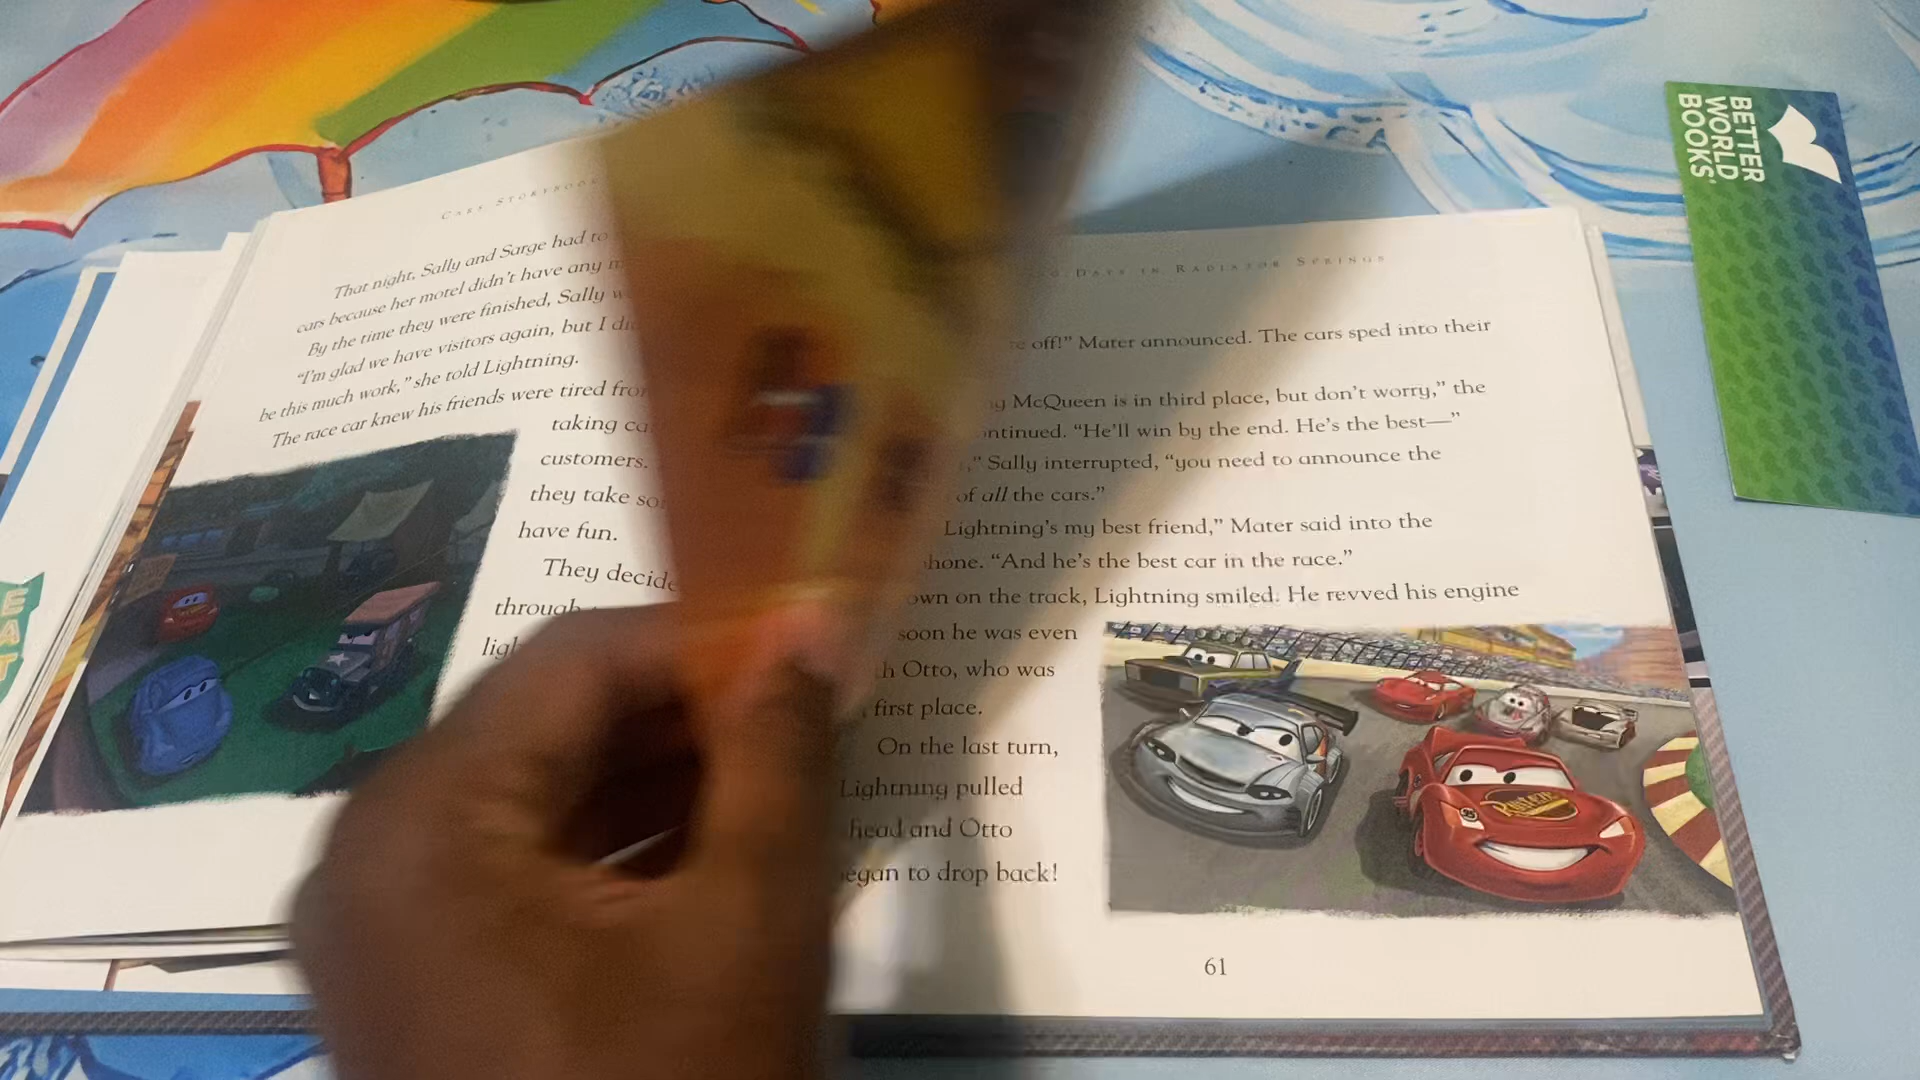 CARS STORYBOOK
That night, Sally and Sarge had to
cars because her motel didn't have any
By the time they were finished, Sally
"I'm glad we have visitors again, but I
be this much work," she told Lightning.
The race car knew his friends were tired from
taking
customers.
they take
have fun.
They decide
through
DAYS IN RADIATOR SPRINGS
off!" Mater announced. The cars sped into their
McQueen is in third place, but don't worry," the
"He'll win by the end. He's the best—"
Sally interrupted, "you need to announce the
of all the cars."
Lightning's my best friend," Mater said into the
"And he's the best car in the race."
on the track, Lightning smiled. He revved his engine
soon he was even
Otto, who was
first place.
On the last turn,
Lightning pulled
and Otto
to drop back!
61
EAT
Rust-eze
95
BETTER
WORLD
BOOKS